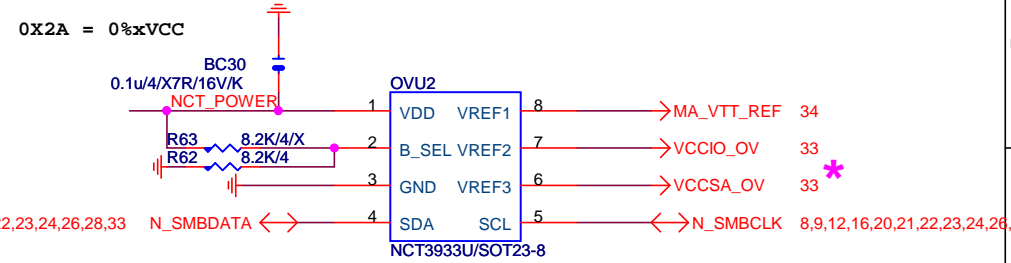 0X2A = 0%xVCC
BC30
0.1u/4/X7R/16V/K
OVU2
NCT_POWER
1 VDD VREF1 8 MA_VTT_REF 34
R63 8.2K/4/X
2 B_SEL VREF2 7 VCCIO_OV 33
R62 8.2K/4
3 GND VREF3 6 VCCSA_OV 33 *
22,23,24,26,28,33 N_SMBDATA 4 SDA SCL 5 N_SMBCLK 8,9,12,16,20,21,22,23,24,26,
NCT3933U/SOT23-8